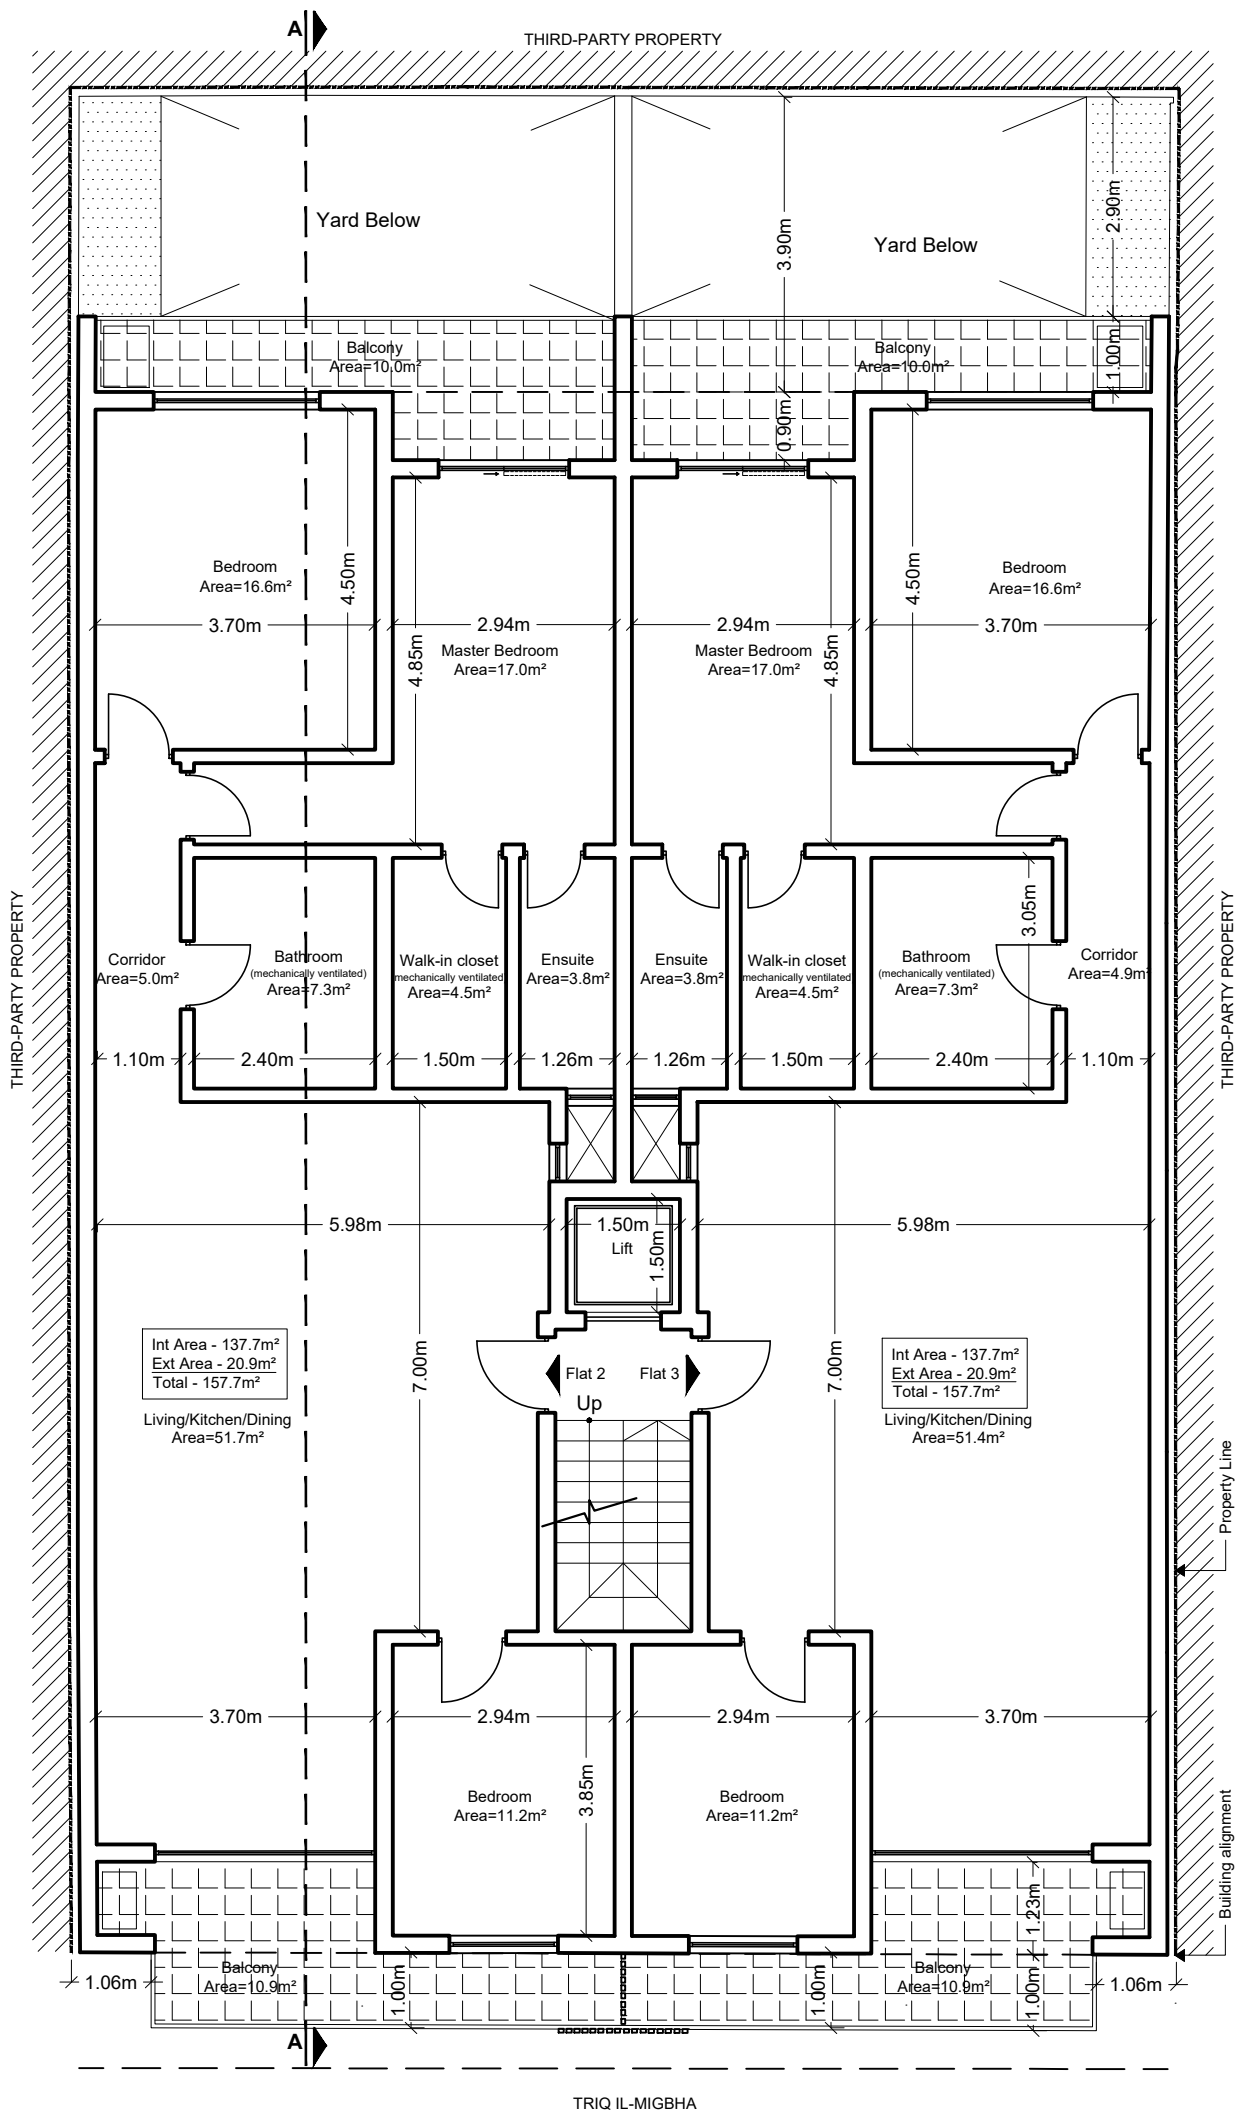 A
THIRD-PARTY PROPERTY
Yard Below
3.90m
Yard Below
2.90m
Balcony
Area=10.0m²
Balcony
Area=10.0m²
1.00m
0.90m
Bedroom
Area=16.6m²
4.50m
3.70m
2.94m
Master Bedroom
Area=17.0m²
4.85m
2.94m
Master Bedroom
Area=17.0m²
4.85m
Bedroom
Area=16.6m²
4.50m
3.70m
THIRD-PARTY PROPERTY
THIRD-PARTY PROPERTY
Corridor
Area=5.0m²
Bathroom
(mechanically ventilated)
Area=7.3m²
Walk-in closet
mechanically ventilated
Area=4.5m²
Ensuite
Area=3.8m²
Ensuite
Area=3.8m²
Walk-in closet
mechanically ventilated
Area=4.5m²
Bathroom
(mechanically ventilated)
Area=7.3m²
3.05m
Corridor
Area=4.9m²
1.10m
2.40m
1.50m
1.26m
1.26m
1.50m
2.40m
1.10m
5.98m
1.50m
Lift
1.50m
5.98m
Int Area - 137.7m²
Ext Area - 20.9m²
Total - 157.7m²
Living/Kitchen/Dining
Area=51.7m²
7.00m
Flat 2
Flat 3
Up
7.00m
Int Area - 137.7m²
Ext Area - 20.9m²
Total - 157.7m²
Living/Kitchen/Dining
Area=51.4m²
Property Line
3.70m
2.94m
2.94m
3.70m
Bedroom
Area=11.2m²
3.85m
Bedroom
Area=11.2m²
Building alignment
1.23m
1.06m
Balcony
Area=10.9m²
1.00m
1.00m
Balcony
Area=10.9m²
1.00m
1.06m
A
TRIQ IL-MIGBHA